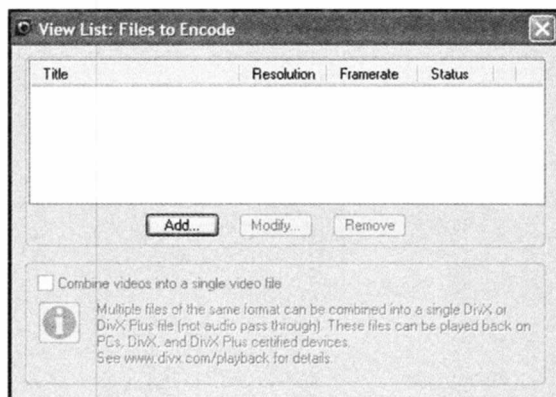 View List: Files to Encode
Title Resolution Framerate Status
Add... Modify... Remove
Combine videos into a single video file
Multiple files of the same format can be combined into a single DivX or
DivX Plus file (not audio pass through). These files can be played back on
PCs, DivX, and DivX Plus certified devices.
See www.divx.com/playback for details.